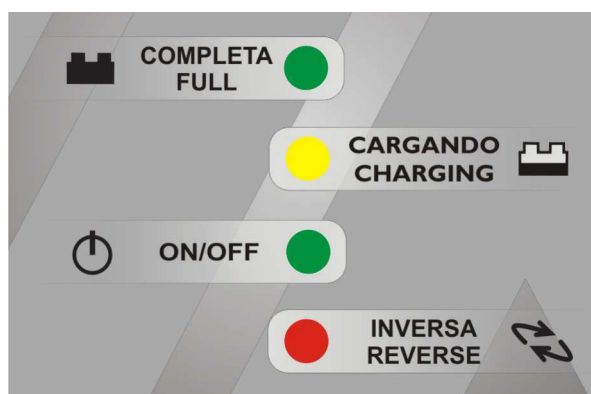 COMPLETA
FULL
CARGANDO
CHARGING
ON/OFF
INVERSA
REVERSE